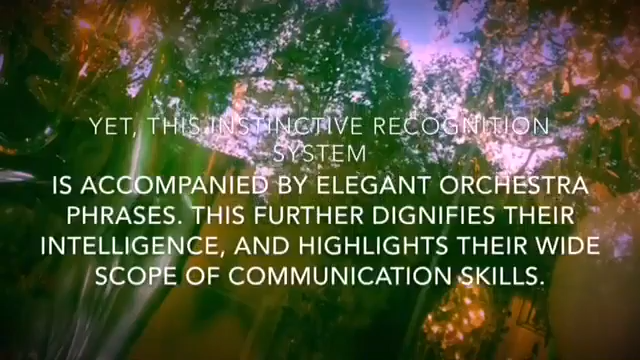 YET, THIS INSTINCTIVE RECOGNITION
SYSTEM
IS ACCOMPANIED BY ELEGANT ORCHESTRA
PHRASES. THIS FURTHER DIGNIFIES THEIR
INTELLIGENCE, AND HIGHLIGHTS THEIR WIDE
SCOPE OF COMMUNICATION SKILLS.